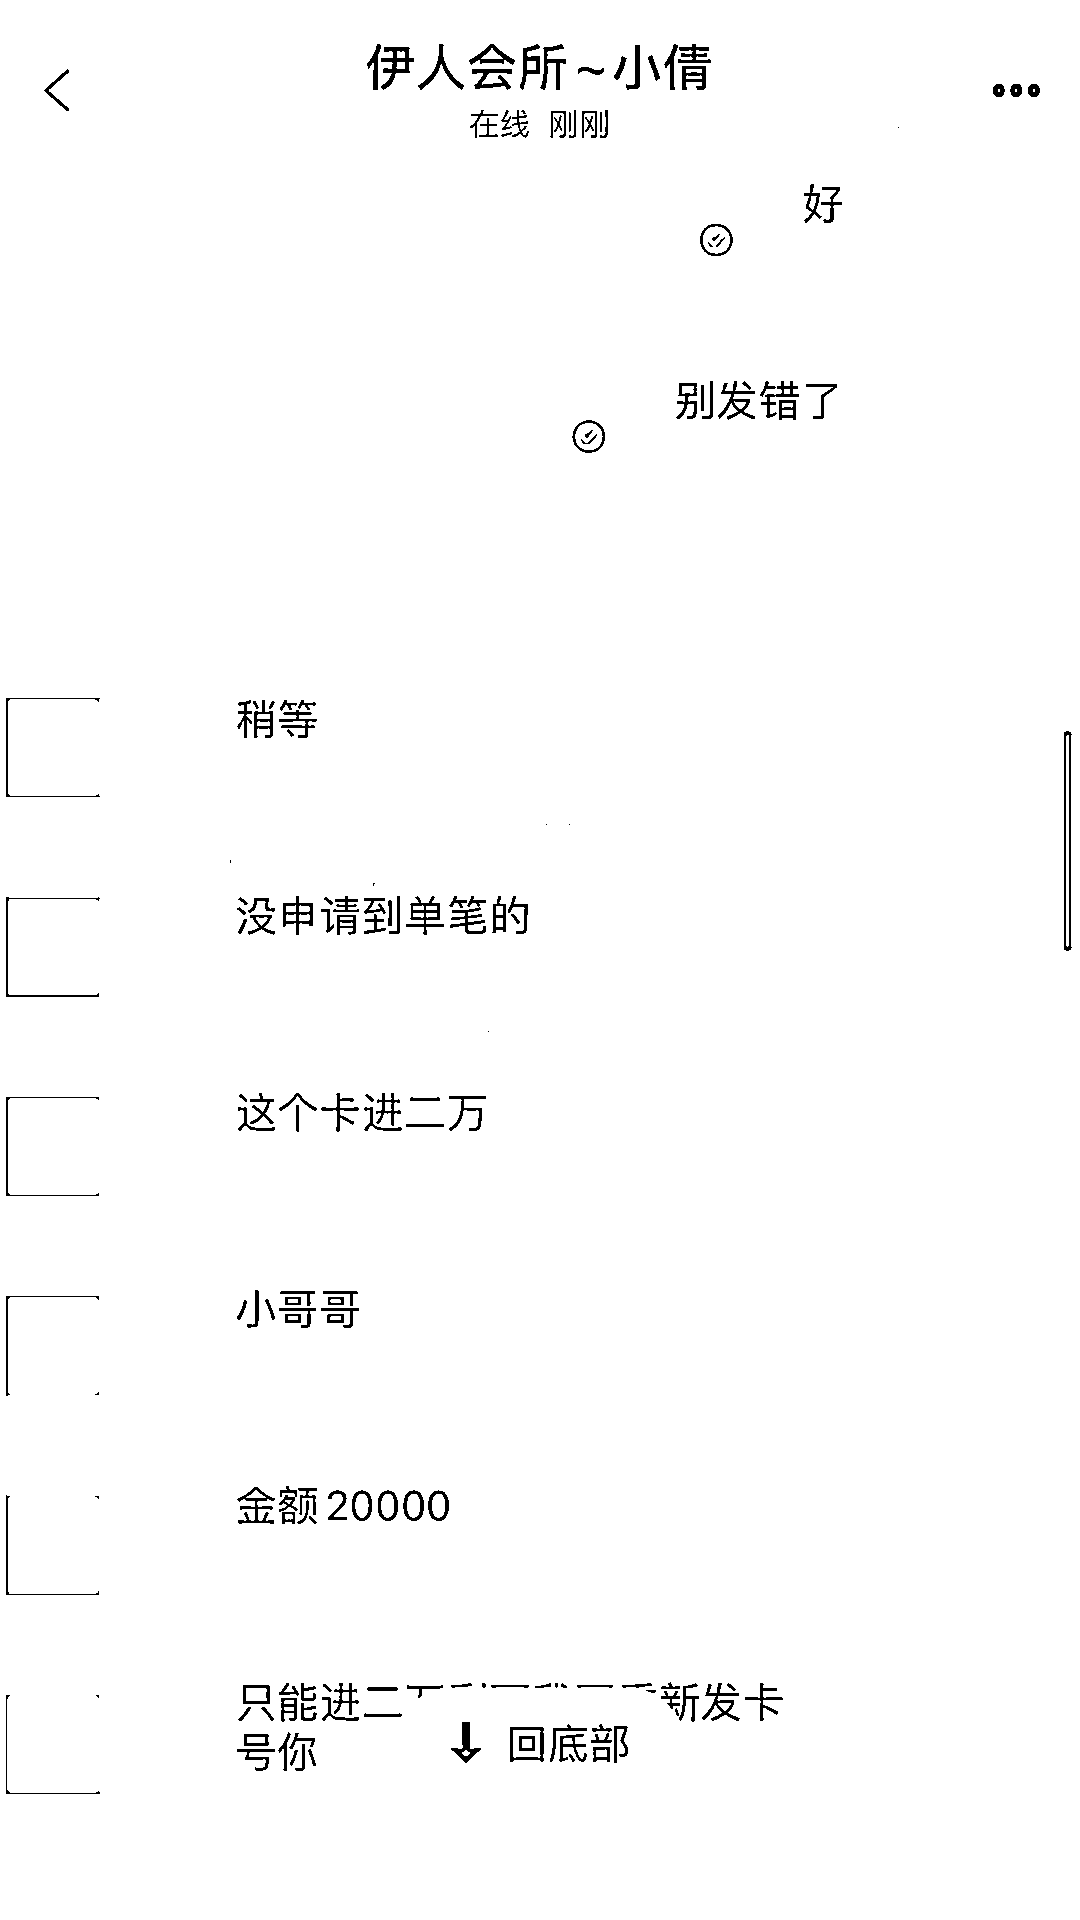 伊人会所~小倩
在线 刚刚
好
别发错了
稍等
没申请到单笔的
这个卡进二万
小哥哥
金额20000
只能进二 新发卡
号你
回底部